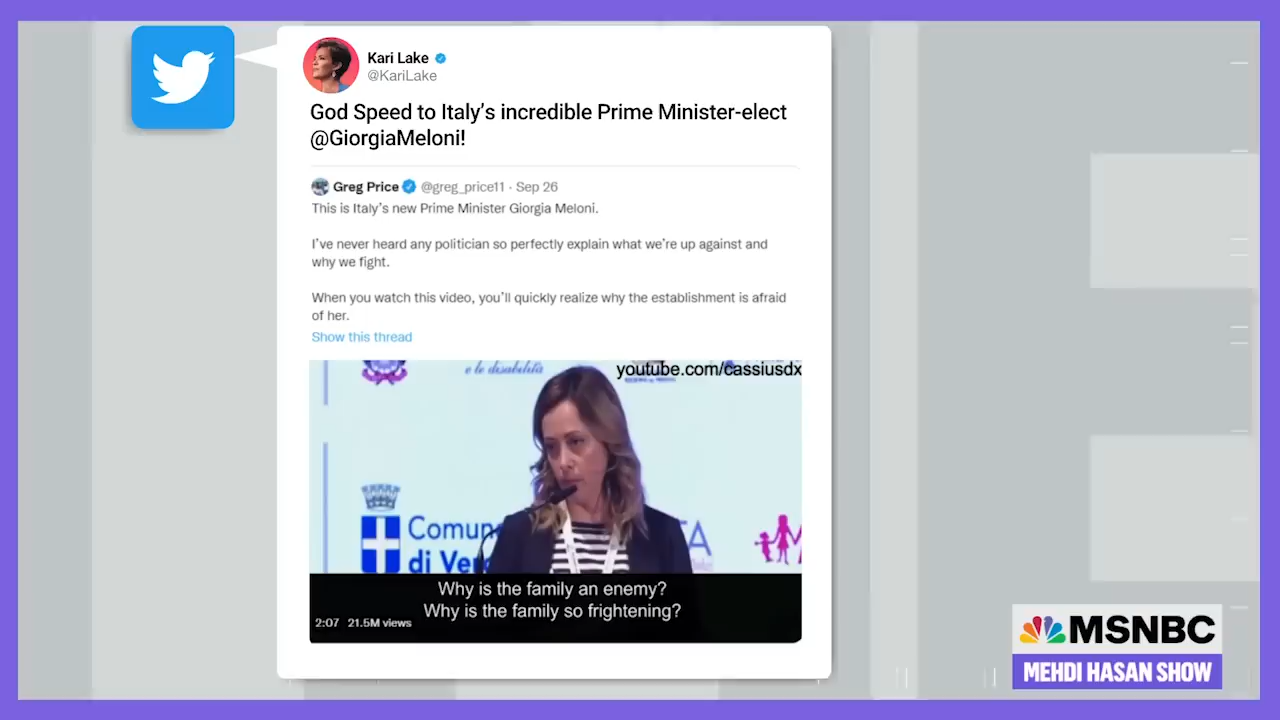 Kari Lake
@KariLake
God Speed to Italy's incredible Prime Minister-elect
@GiorgiaMeloni!
Greg Price @greg_price11 · Sep 26
This is Italy's new Prime Minister Giorgia Meloni.
I've never heard any politician so perfectly explain what we're up against and
why we fight.
When you watch this video, you'll quickly realize why the establishment is afraid
of her.
Show this thread
e le disabilità
youtube.com/cassiusdx
Comun
di Ver
TA
Why is the family an enemy?
Why is the family so frightening?
2:07 21.5M views
MSNBC
MEHDI HASAN SHOW